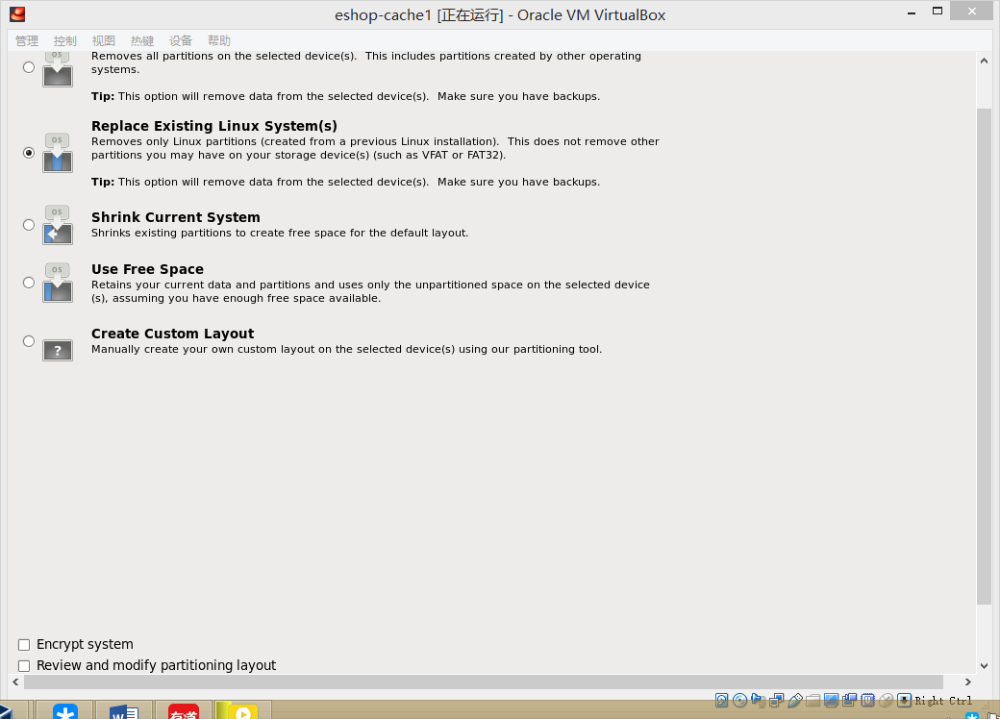 eshop-cache1 [正在运行] - Oracle VM VirtualBox
管理 控制 视图 热键 设备 帮助
os
Removes all partitions on the selected device(s).  This includes partitions created by other operating
systems.
Tip: This option will remove data from the selected device(s).  Make sure you have backups.
Replace Existing Linux System(s)
os
Removes only Linux partitions (created from a previous Linux installation).  This does not remove other
partitions you may have on your storage device(s) (such as VFAT or FAT32).
Tip: This option will remove data from the selected device(s).  Make sure you have backups.
os
Shrink Current System
Shrinks existing partitions to create free space for the default layout.
os
Use Free Space
Retains your current data and partitions and uses only the unpartitioned space on the selected device
(s), assuming you have enough free space available.
Create Custom Layout
?
Manually create your own custom layout on the selected device(s) using our partitioning tool.
Encrypt system
Review and modify partitioning layout
Right Ctrl
W
有道